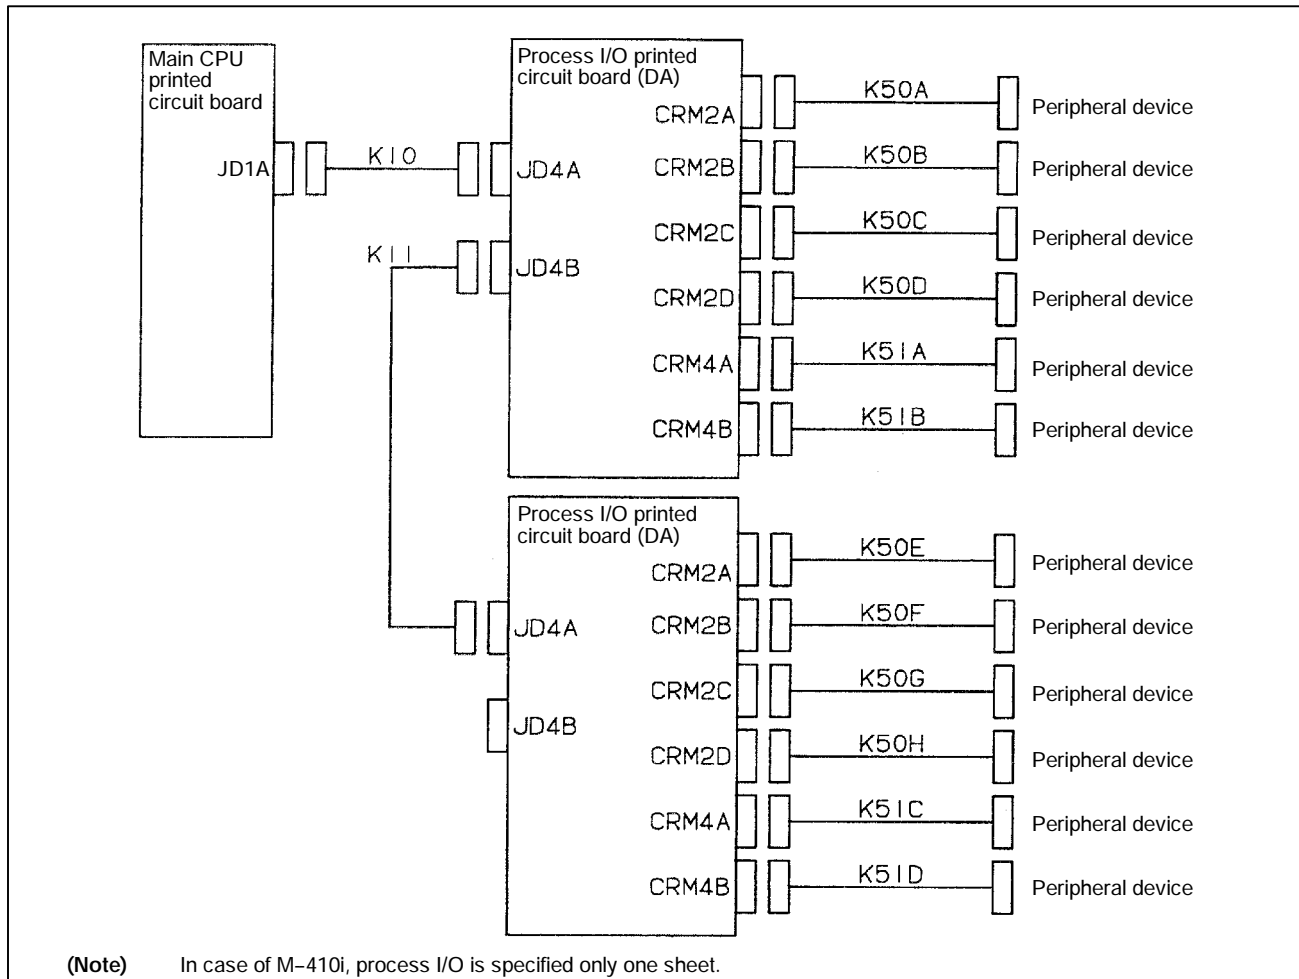 Main CPU
printed
circuit board
JD1A
K10
K11
Process I/O printed
circuit board (DA)
JD4A
JD4B
CRM2A
K50A
Peripheral device
CRM2B
K50B
Peripheral device
CRM2C
K50C
Peripheral device
CRM2D
K50D
Peripheral device
CRM4A
K51A
Peripheral device
CRM4B
K51B
Peripheral device
Process I/O printed
circuit board (DA)
JD4A
JD4B
CRM2A
K50E
Peripheral device
CRM2B
K50F
Peripheral device
CRM2C
K50G
Peripheral device
CRM2D
K50H
Peripheral device
CRM4A
K51C
Peripheral device
CRM4B
K51D
Peripheral device
(Note) In case of M–410i, process I/O is specified only one sheet.